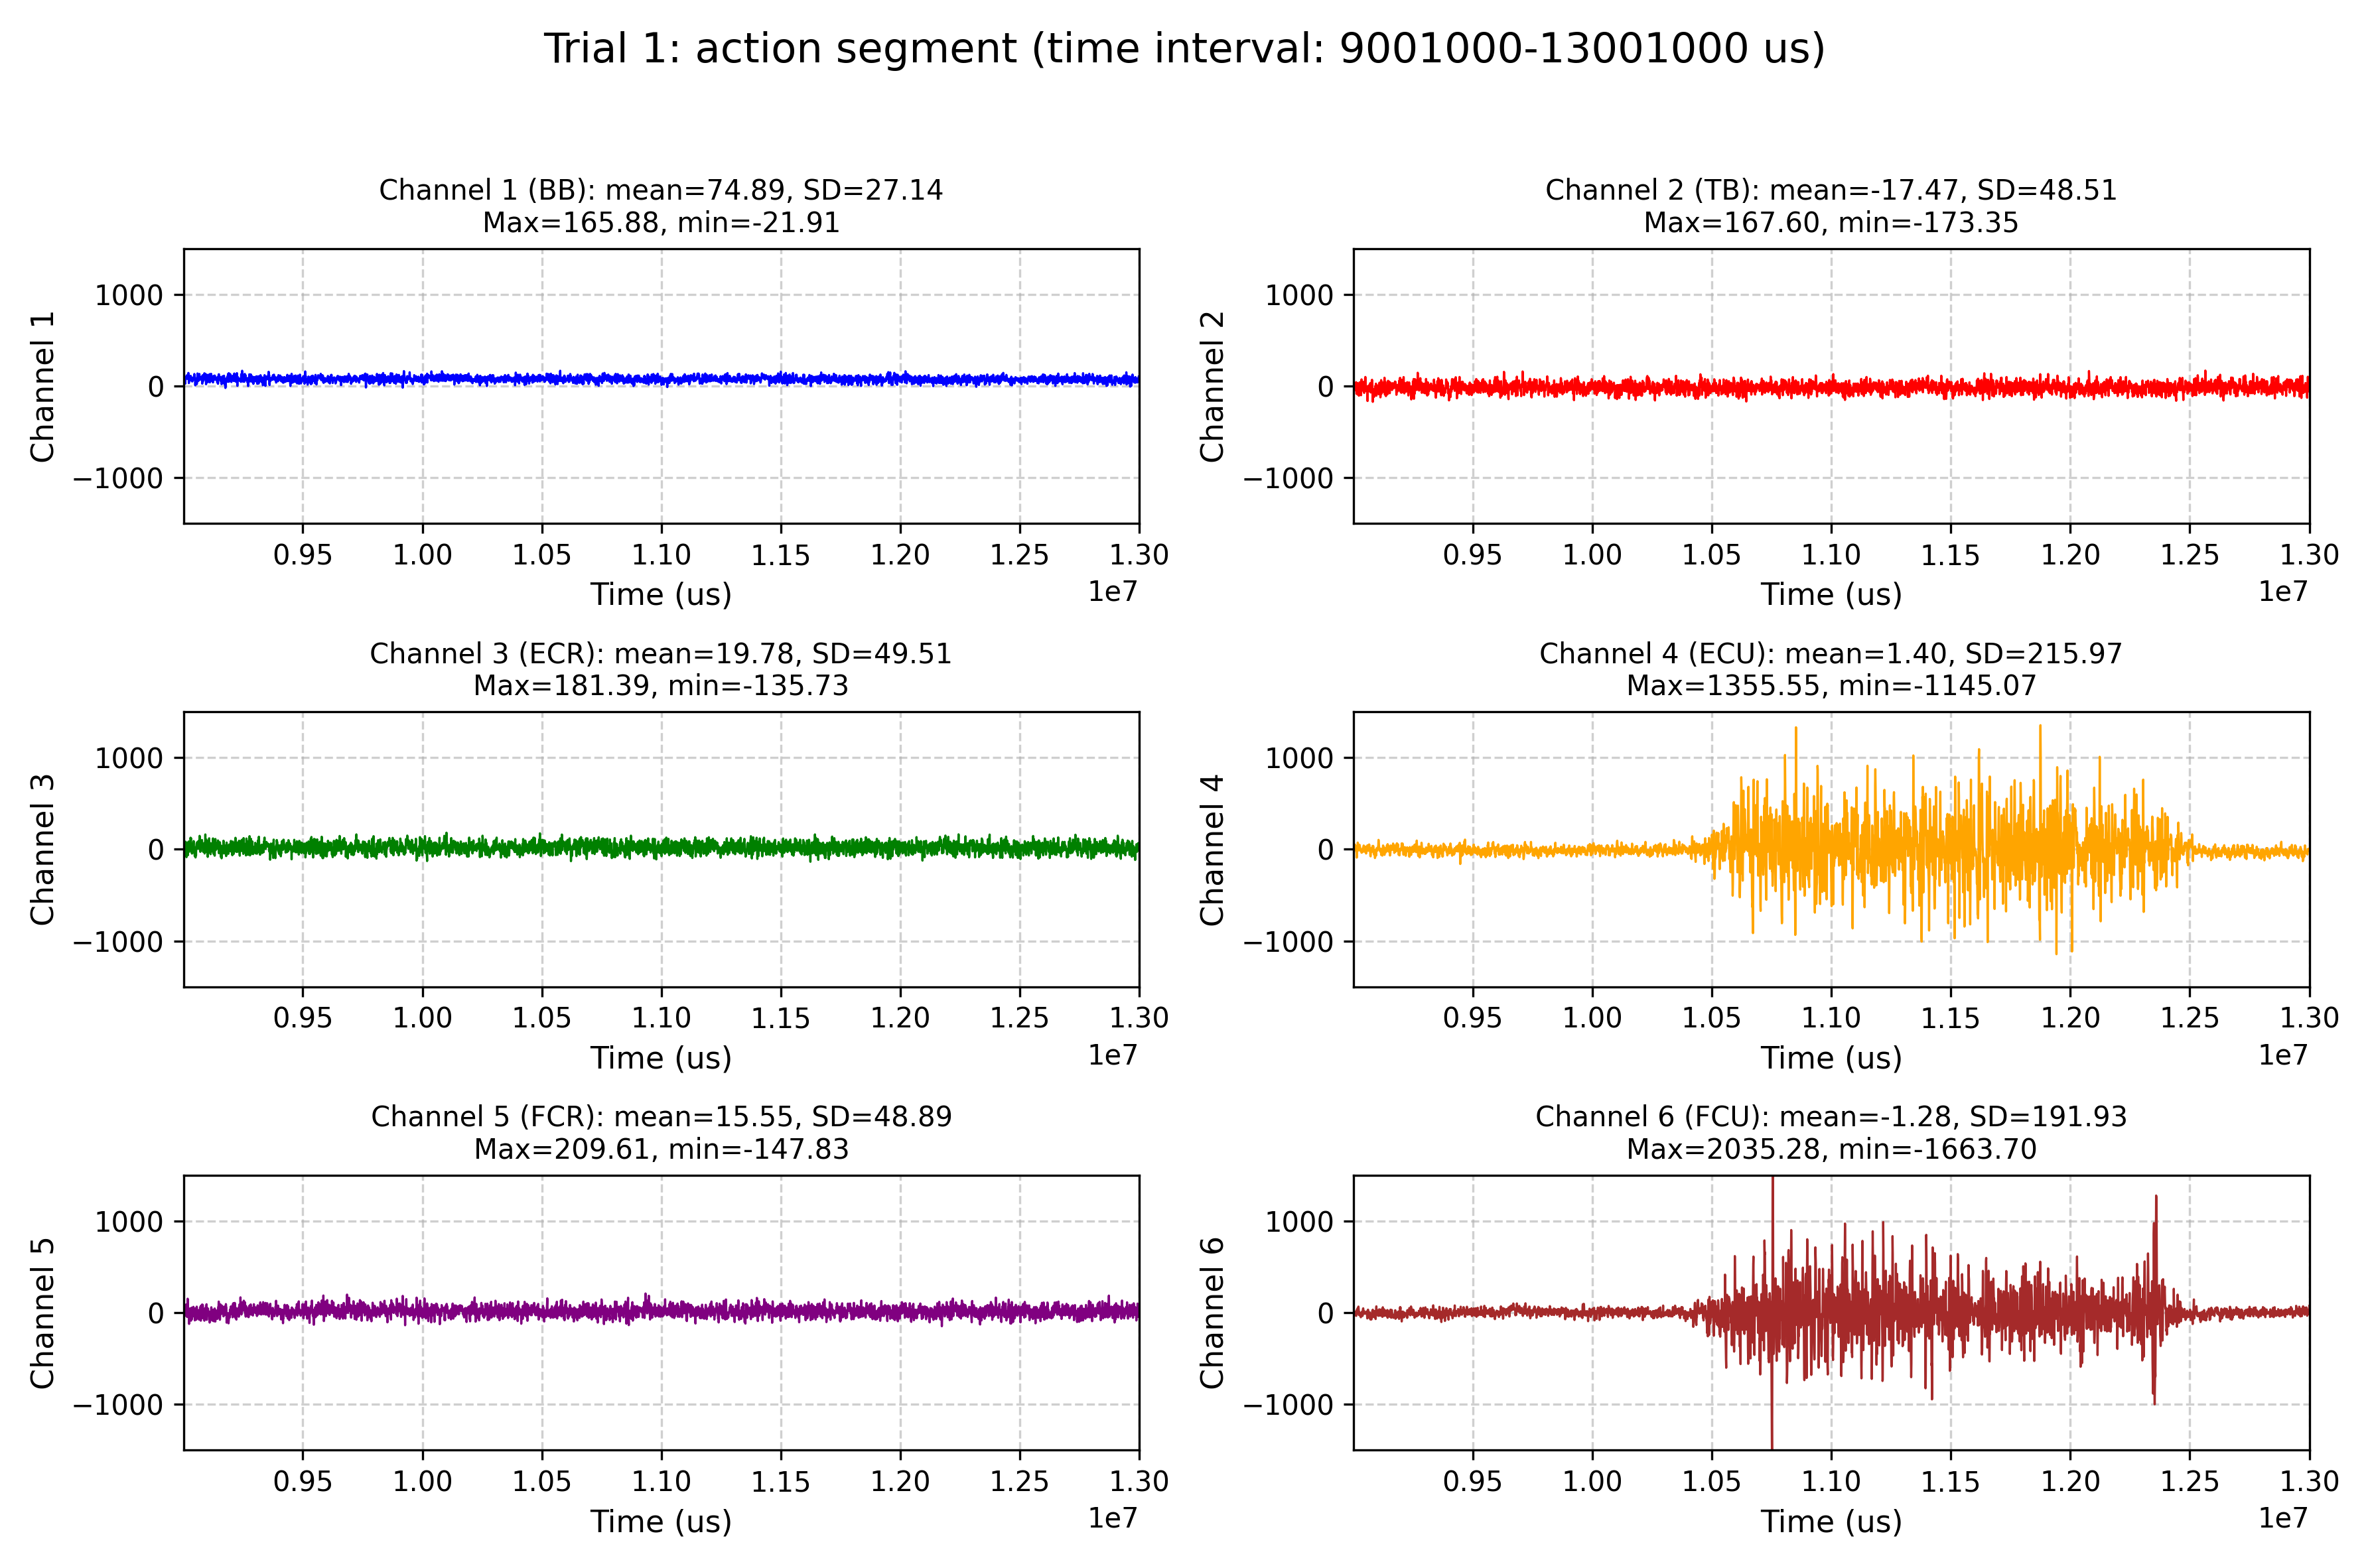 Trial 1: action segment (time interval: 9001000-13001000 us)
Channel 1 (BB): mean=74.89, SD=27.14
Max=165.88, min=-21.91
1000
0
−1000
Channel 1
0.95 1.00 1.05 1.10 1.15 1.20 1.25 1.30
1e7
Time (us)
Channel 2 (TB): mean=-17.47, SD=48.51
Max=167.60, min=-173.35
1000
0
−1000
Channel 2
0.95 1.00 1.05 1.10 1.15 1.20 1.25 1.30
1e7
Time (us)
Channel 3 (ECR): mean=19.78, SD=49.51
Max=181.39, min=-135.73
1000
0
−1000
Channel 3
0.95 1.00 1.05 1.10 1.15 1.20 1.25 1.30
1e7
Time (us)
Channel 4 (ECU): mean=1.40, SD=215.97
Max=1355.55, min=-1145.07
1000
0
−1000
Channel 4
0.95 1.00 1.05 1.10 1.15 1.20 1.25 1.30
1e7
Time (us)
Channel 5 (FCR): mean=15.55, SD=48.89
Max=209.61, min=-147.83
1000
0
−1000
Channel 5
0.95 1.00 1.05 1.10 1.15 1.20 1.25 1.30
1e7
Time (us)
Channel 6 (FCU): mean=-1.28, SD=191.93
Max=2035.28, min=-1663.70
1000
0
−1000
Channel 6
0.95 1.00 1.05 1.10 1.15 1.20 1.25 1.30
1e7
Time (us)